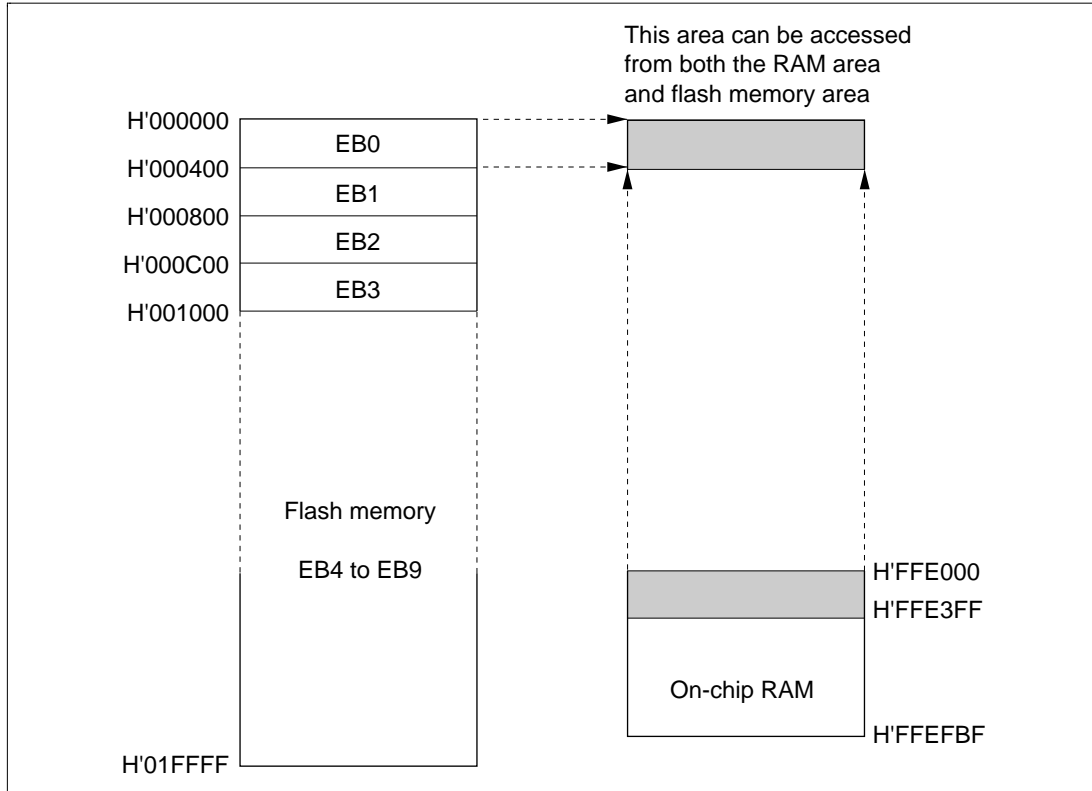 This area can be accessed
from both the RAM area
and flash memory area
H'000000
EB0
H'000400
EB1
H'000800
EB2
H'000C00
EB3
H'001000
Flash memory
EB4 to EB9
H'FFE000
H'FFE3FF
On-chip RAM
H'FFEFBF
H'01FFFF